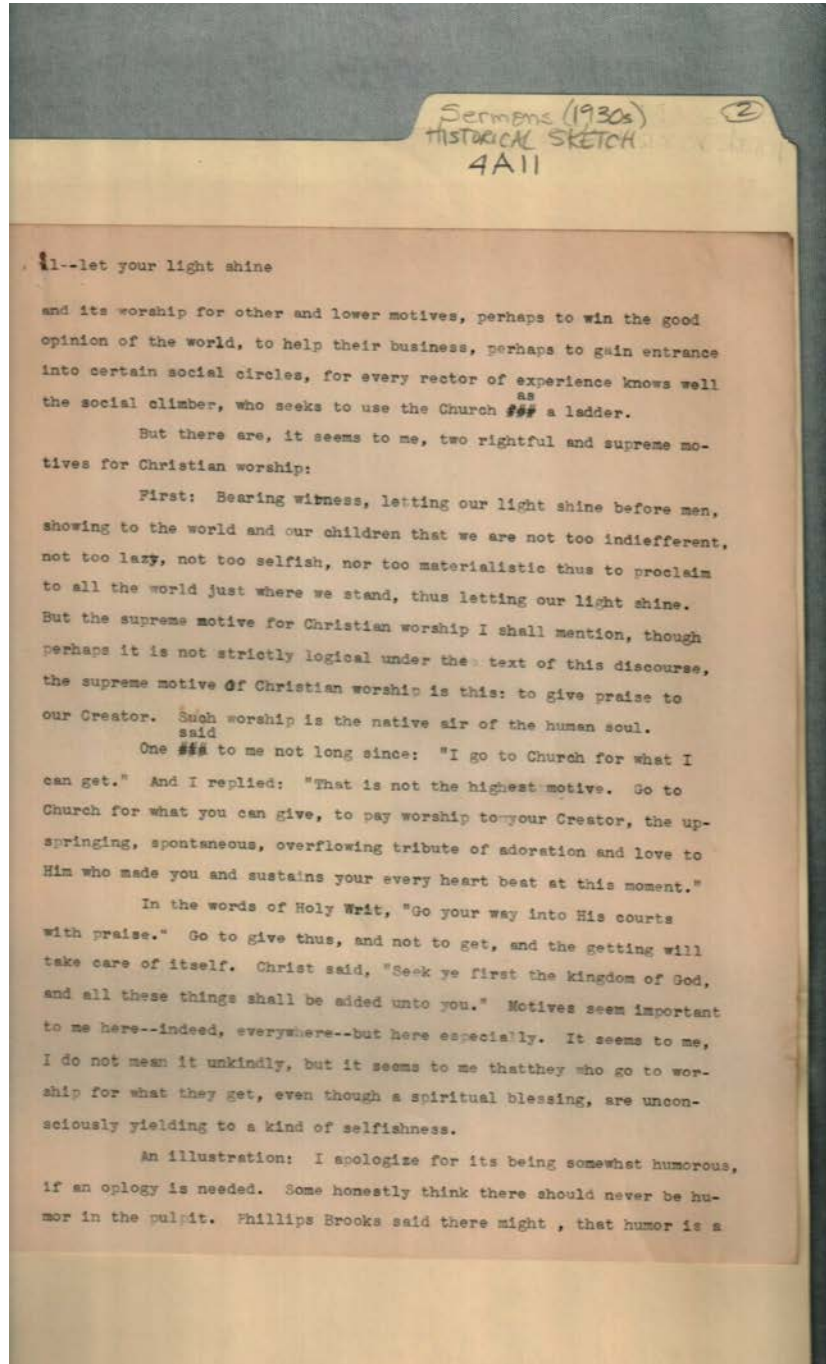 Sermons (1930s) 2
HISTORICAL SKETCH
4A11
11--let your light shine
and its worship for other and lower motives, perhaps to win the good
opinion of the world, to help their business, perhaps to gain entrance
into certain social circles, for every rector of experience knows well
as
the social climber, who seeks to use the Church ### a ladder.
But there are, it seems to me, two rightful and supreme mo-
tives for Christian worship:
First: Bearing witness, letting our light shine before men,
showing to the world and our children that we are not too indiefferent,
not too lazy, not too selfish, nor too materialistic thus to proclaim
to all the world just where we stand, thus letting our light shine.
But the supreme motive for Christian worship I shall mention, though
perhaps it is not strictly logical under the text of this discourse,
the supreme motive of Christian worship is this: to give praise to
our Creator. Such worship is the native air of the human soul.
said
One ### to me not long since: "I go to Church for what I
can get." And I replied: "That is not the highest motive. Go to
Church for what you can give, to pay worship to your Creator, the up-
springing, spontaneous, overflowing tribute of adoration and love to
Him who made you and sustains your every heart beat at this moment."
In the words of Holy Writ, "Go your way into His courts
with praise." Go to give thus, and not to get, and the getting will
take care of itself. Christ said, "Seek ye first the kingdom of God,
and all these things shall be added unto you." Motives seem important
to me here--indeed, everywhere--but here especially. It seems to me,
I do not mean it unkindly, but it seems to me thatthey who go to wor-
ship for what they get, even though a spiritual blessing, are uncon-
sciously yielding to a kind of selfishness.
An illustration: I apologize for its being somewhst humorous,
if an oplogy is needed. Some honestly think there should never be hu-
mor in the pulpit. Phillips Brooks said there might , that humor is a